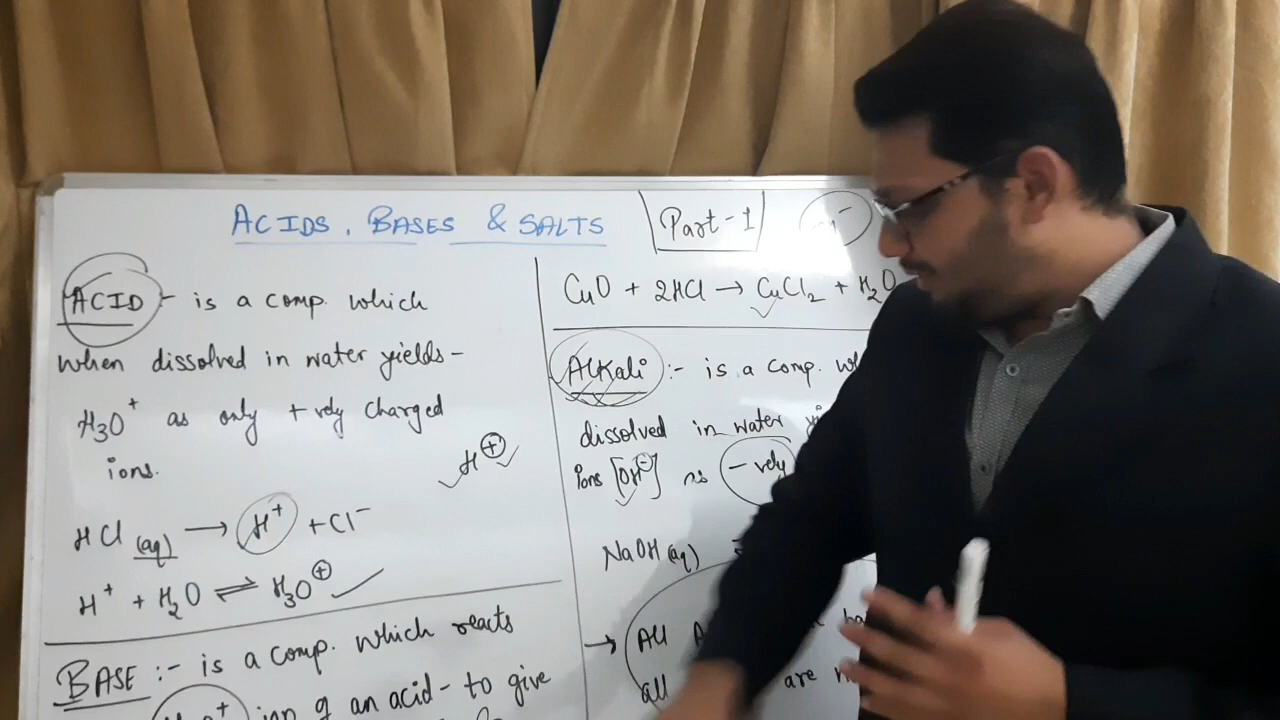 ACIDS, BASES & SALTS
Part-1
ACID - is a comp. which
when dissolved in water yields-
H3O+ as only +vely charged
ions.
H⊕
HCl (aq) → H+ + Cl-
H+ + H2O ⇌ H3O⊕
BASE :- is a comp. which reacts
ion of an acid - to give
CuO + 2HCl → CuCl2 + H2O
Alkali :- is a comp.
dissolved in water
ions [OH⊖] as -vely
NaOH (aq)
→ All
all are